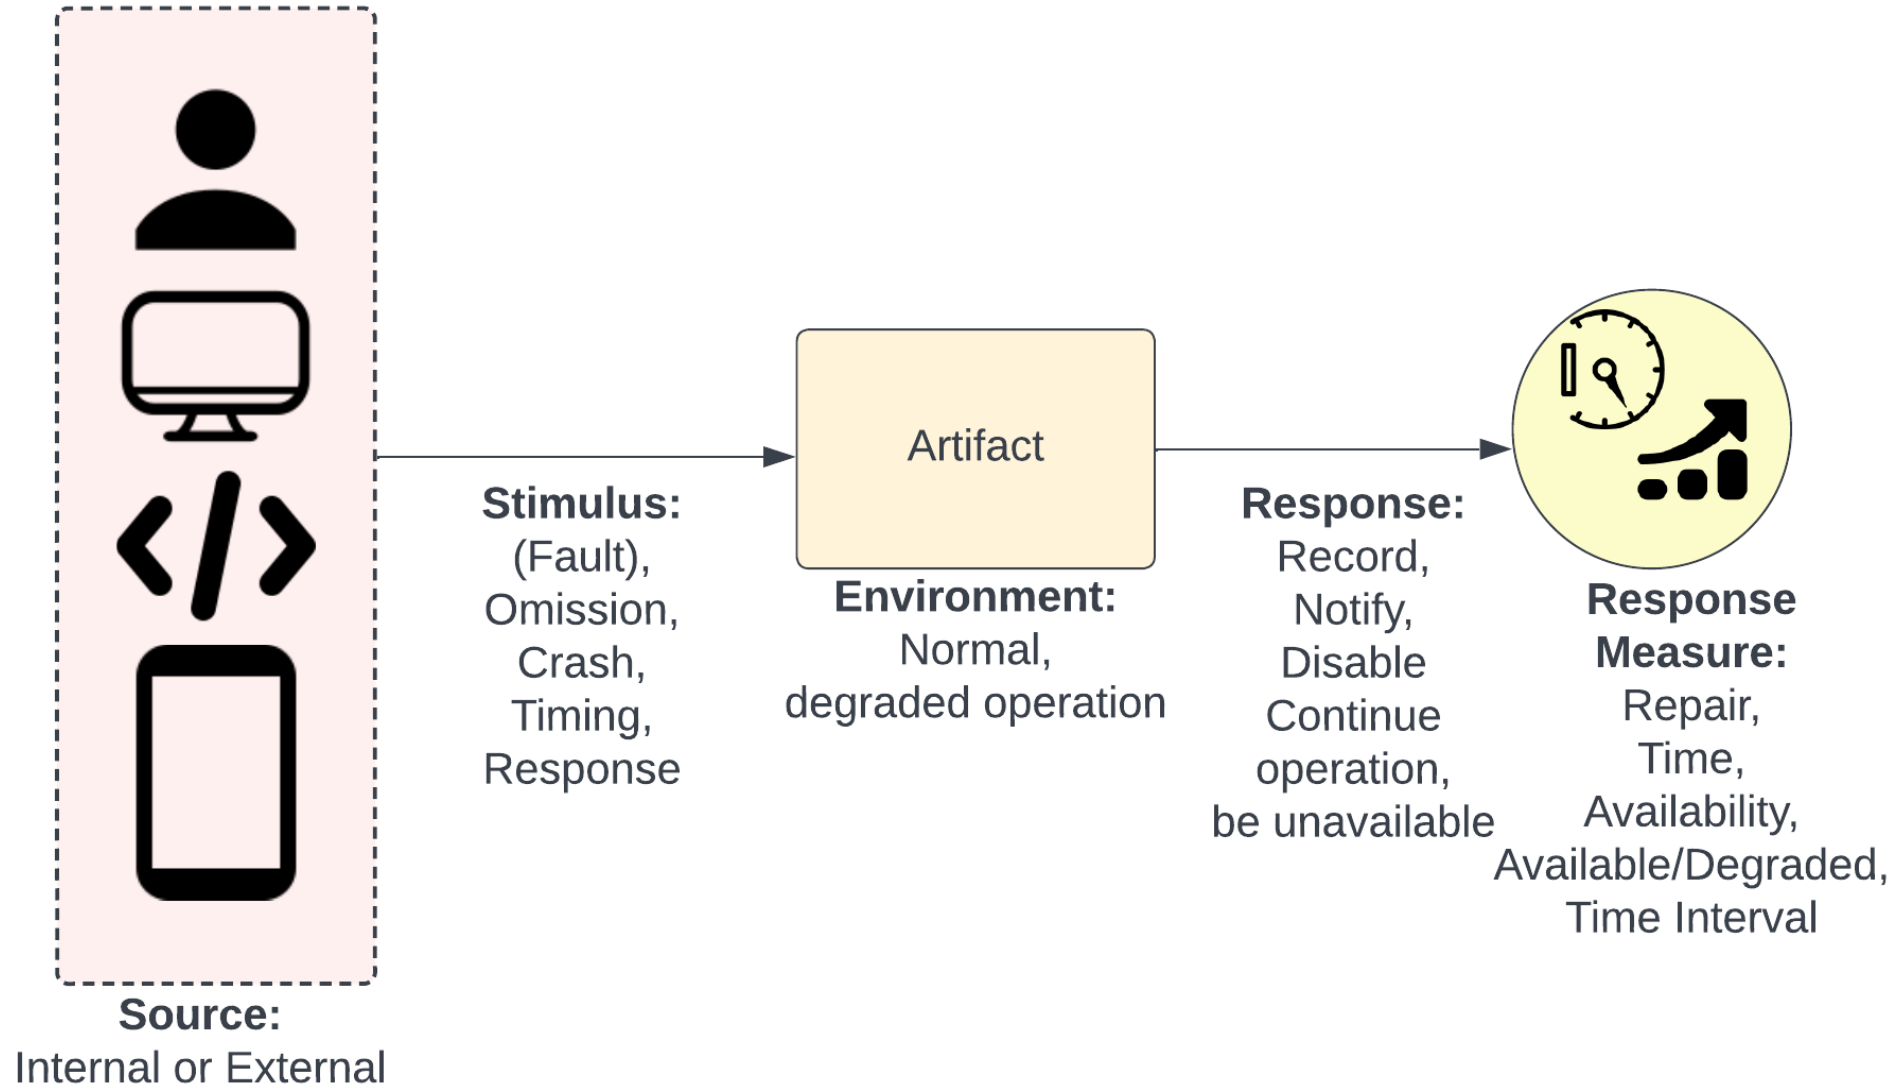 Source:
Internal or External
Stimulus:
(Fault),
Omission,
Crash,
Timing,
Response
Artifact
Environment:
Normal,
degraded operation
Response:
Record,
Notify,
Disable
Continue
operation,
be unavailable
Response
Measure:
Repair,
Time,
Availability,
Available/Degraded,
Time Interval